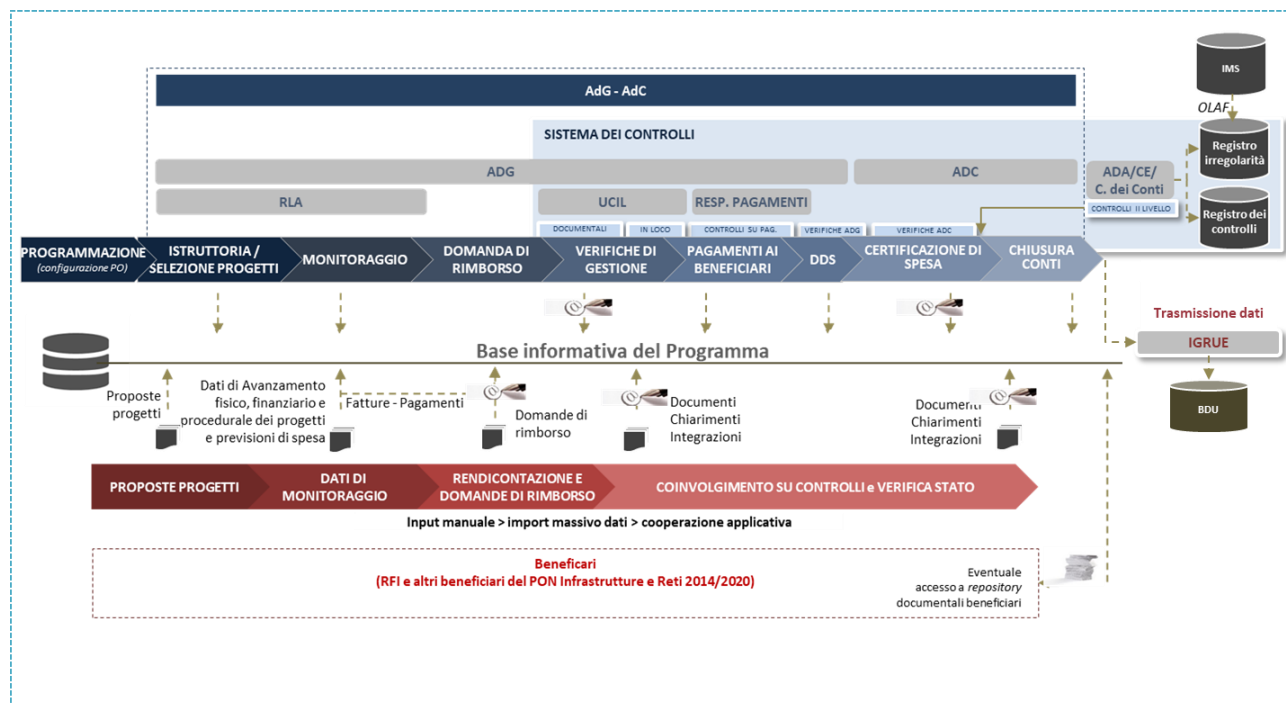 IMS
AdG - AdC
OLAF
SISTEMA DEI CONTROLLI
Registro
irregolarità
ADG
ADC
ADA/CE/
C. dei Conti
RLA
UCIL
RESP. PAGAMENTI
CONTROLLI II LIVELLO
Registro dei
controlli
DOCUMENTALI
IN LOCO
CONTROLLI SU PAG.
VERIFICHE ADG
VERIFICHE ADC
PROGRAMMAZIONE
(configurazione PO)
ISTRUTTORIA /
SELEZIONE PROGETTI
MONITORAGGIO
DOMANDA DI
RIMBORSO
VERIFICHE DI
GESTIONE
PAGAMENTI AI
BENEFICIARI
DDS
CERTIFICAZIONE DI
SPESA
CHIUSURA
CONTI
Trasmissione dati
IGRUE
BDU
Base informativa del Programma
Proposte
progetti
Dati di Avanzamento
fisico, finanziario e
procedurale dei progetti
e previsioni di spesa
Fatture - Pagamenti
Domande di
rimborso
Documenti
Chiarimenti
Integrazioni
Documenti
Chiarimenti
Integrazioni
PROPOSTE PROGETTI
DATI DI
MONITORAGGIO
RENDICONTAZIONE E
DOMANDE DI RIMBORSO
COINVOLGIMENTO SU CONTROLLI e VERIFICA STATO
Input manuale > import massivo dati > cooperazione applicativa
Beneficari
(RFI e altri beneficiari del PON Infrastrutture e Reti 2014/2020)
Eventuale
accesso a repository
documentali beneficiari